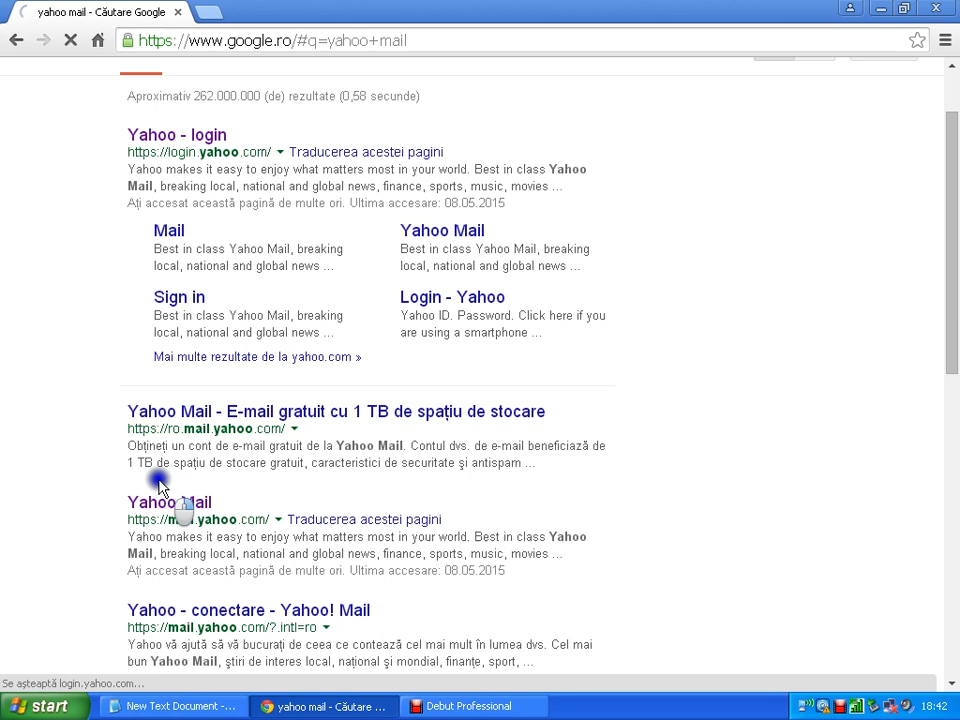 yahoo mail - Căutare Google
https://www.google.ro/#q=yahoo+mail
Aproximativ 262.000.000 (de) rezultate (0,58 secunde)
Yahoo - login
https://login.yahoo.com/ Traducerea acestei pagini
Yahoo makes it easy to enjoy what matters most in your world. Best in class Yahoo
Mail, breaking local, national and global news, finance, sports, music, movies ...
Ați accesat această pagină de multe ori. Ultima accesare: 08.05.2015
Mail
Best in class Yahoo Mail, breaking
local, national and global news ...
Yahoo Mail
Best in class Yahoo Mail, breaking
local, national and global news ...
Sign in
Best in class Yahoo Mail, breaking
local, national and global news ...
Login - Yahoo
Yahoo ID. Password. Click here if you
are using a smartphone ...
Mai multe rezultate de la yahoo.com »
Yahoo Mail - E-mail gratuit cu 1 TB de spațiu de stocare
https://ro.mail.yahoo.com/
Obțineți un cont de e-mail gratuit de la Yahoo Mail. Contul dvs. de e-mail beneficiază de
1 TB de spațiu de stocare gratuit, caracteristici de securitate și antispam ...
Yahoo Mail
https://mail.yahoo.com/ Traducerea acestei pagini
Yahoo makes it easy to enjoy what matters most in your world. Best in class Yahoo
Mail, breaking local, national and global news, finance, sports, music, movies ...
Ați accesat această pagină de multe ori. Ultima accesare: 08.05.2015
Yahoo - conectare - Yahoo! Mail
https://mail.yahoo.com/?.intl=ro
Yahoo vă ajută să vă bucurați de ceea ce contează cel mai mult în lumea dvs. Cel mai
bun Yahoo Mail, știri de interes local, național și mondial, finanțe, sport, ...
Se așteaptă login.yahoo.com...
start
New Text Document -...
yahoo mail - Căutare ...
Debut Professional
18:42